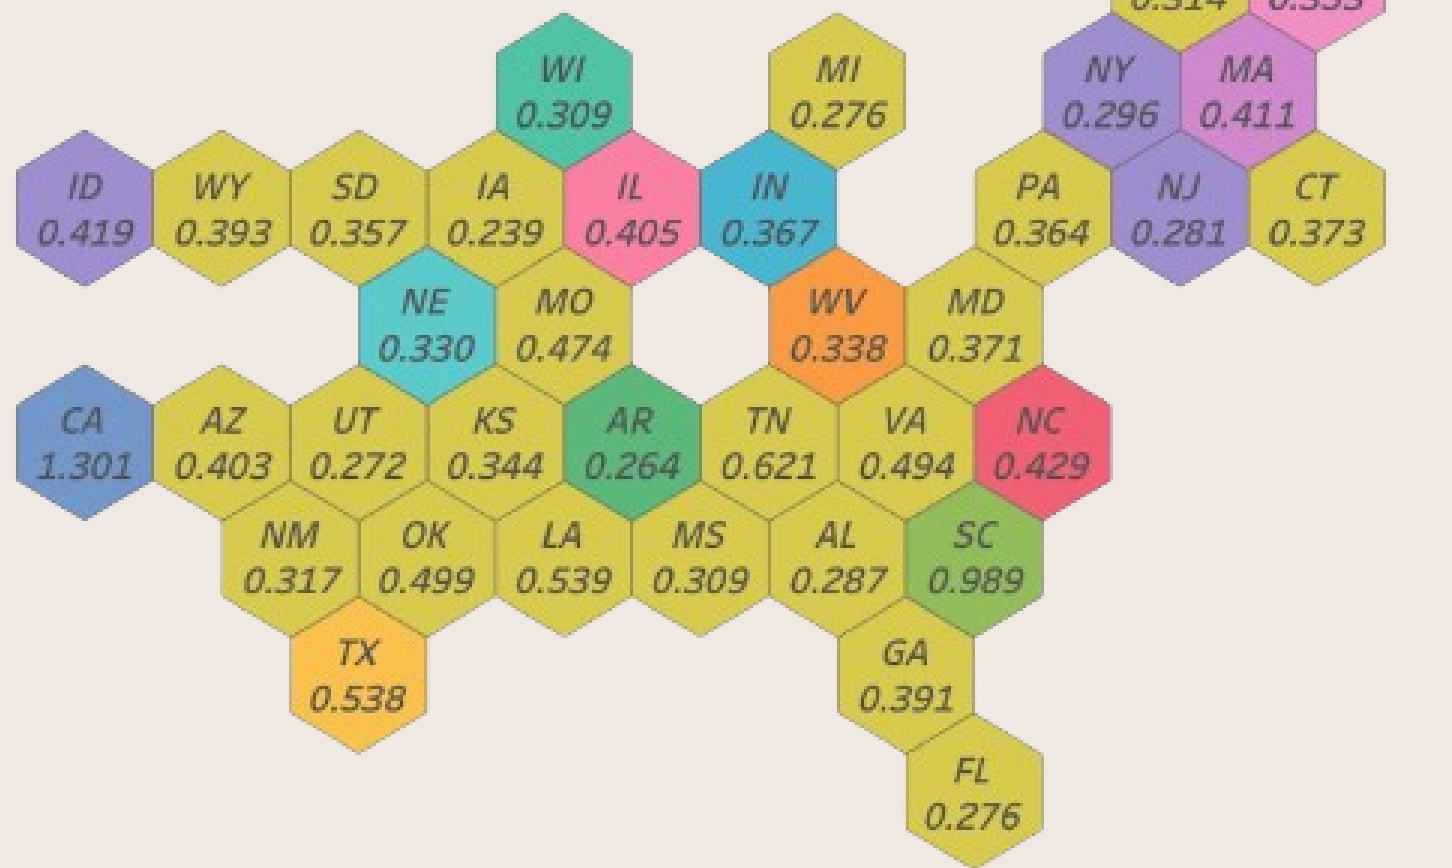 0.314
0.353
WI
0.309
MI
0.276
NY
0.296
MA
0.411
ID
0.419
WY
0.393
SD
0.357
IA
0.239
IL
0.405
IN
0.367
PA
0.364
NJ
0.281
CT
0.373
NE
0.330
MO
0.474
WV
0.338
MD
0.371
CA
1.301
AZ
0.403
UT
0.272
KS
0.344
AR
0.264
TN
0.621
VA
0.494
NC
0.429
NM
0.317
OK
0.499
LA
0.539
MS
0.309
AL
0.287
SC
0.989
TX
0.538
GA
0.391
FL
0.276